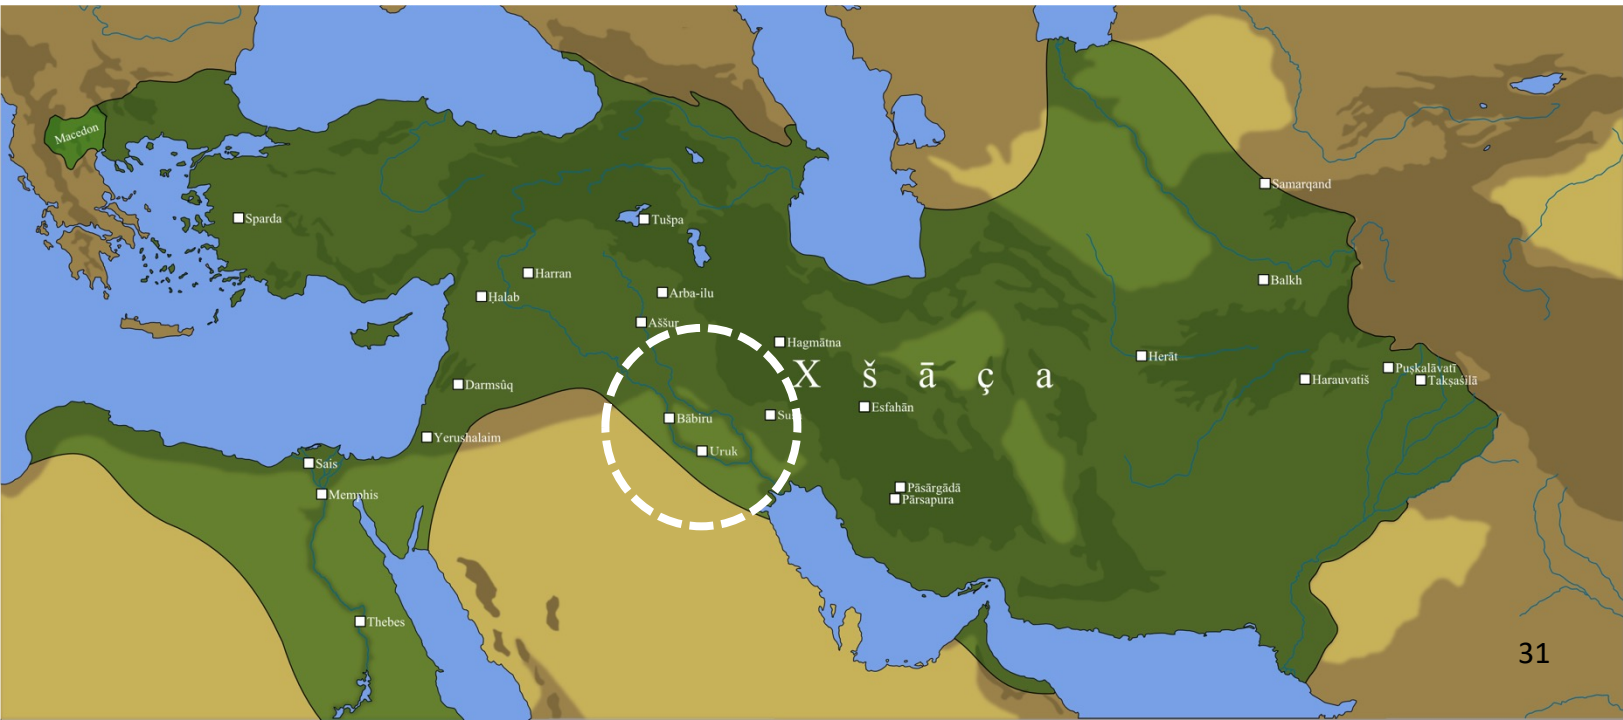 Macedon
Samarqand
Sparda
Tušpa
Harran
Balkh
Ḥalab
Arba-ilu
Aššur
Hagmātna
Herāt
Puṣkalāvatī
X š ā ç a
Harauvatiš
Takṣaśilā
Darmsûq
Esfahān
Bābiru
Yerushalaim
Uruk
Sais
Pāsārgādā
Memphis
Pārsapura
Thebes
31